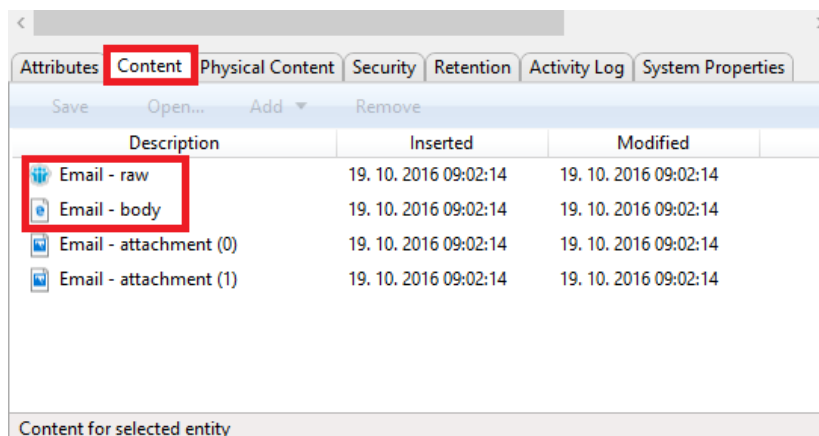 Attributes Content Physical Content Security Retention Activity Log System Properties
Save Open... Add Remove
Description Inserted Modified
Email - raw 19. 10. 2016 09:02:14 19. 10. 2016 09:02:14
Email - body 19. 10. 2016 09:02:14 19. 10. 2016 09:02:14
Email - attachment (0) 19. 10. 2016 09:02:14 19. 10. 2016 09:02:14
Email - attachment (1) 19. 10. 2016 09:02:14 19. 10. 2016 09:02:14
Content for selected entity